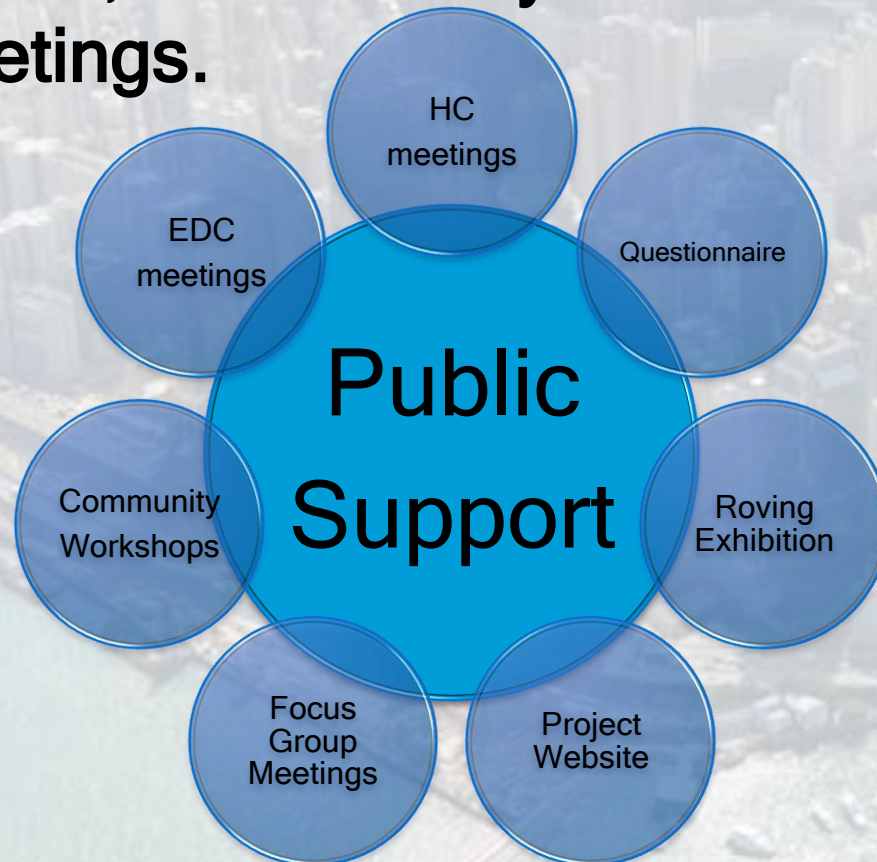 etings.
HC
meetings
EDC
meetings
Questionnaire
Public
Support
Community
Workshops
Roving
Exhibition
Focus
Group
Meetings
Project
Website